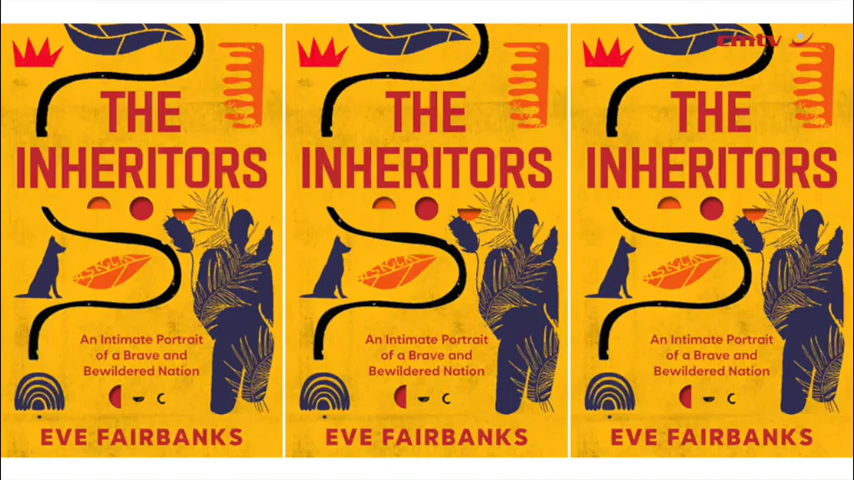 cmtv
THE
INHERITORS
An Intimate Portrait
of a Brave and
Bewildered Nation
EVE FAIRBANKS
THE
INHERITORS
An Intimate Portrait
of a Brave and
Bewildered Nation
EVE FAIRBANKS
THE
INHERITORS
An Intimate Portrait
of a Brave and
Bewildered Nation
EVE FAIRBANKS